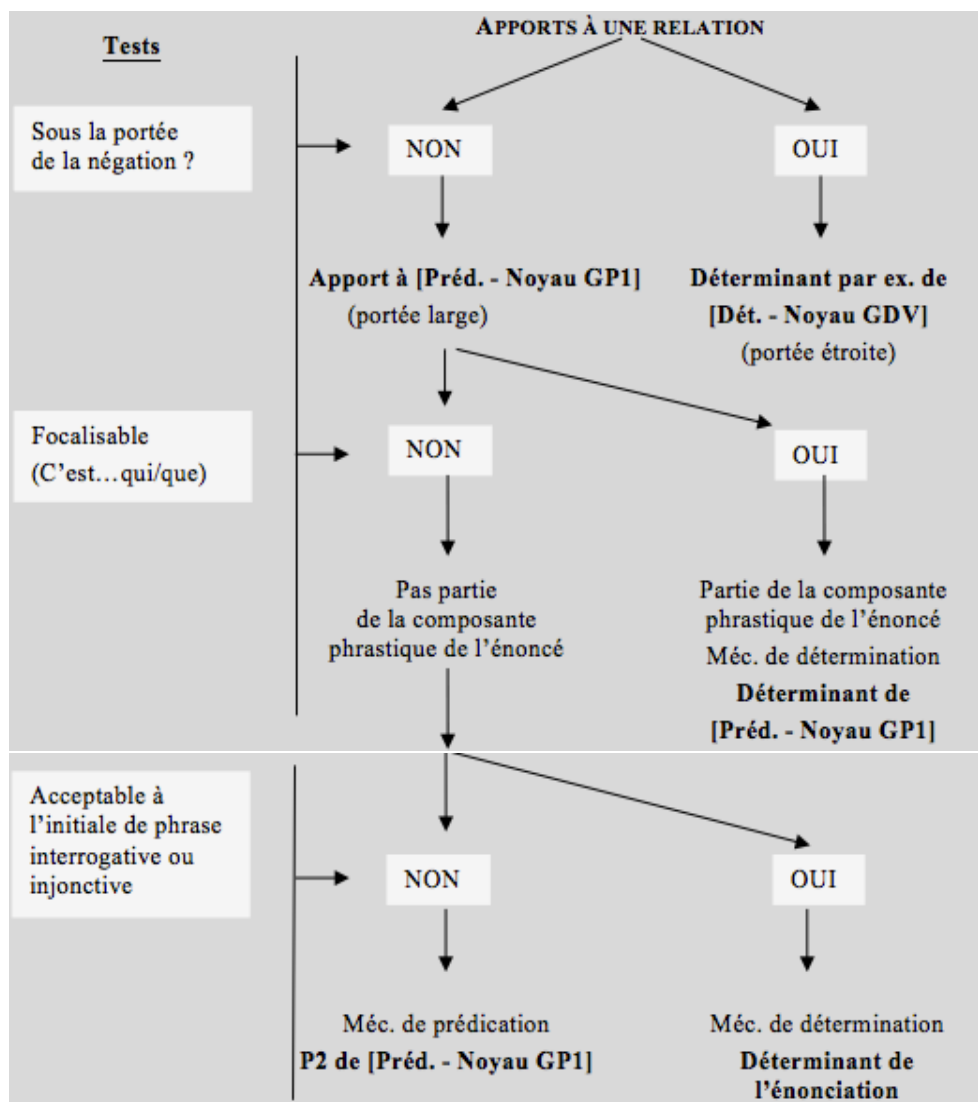 Tests
APPORTS À UNE RELATION
Sous la portée
de la négation ?
NON
OUI
Apport à [Préd. - Noyau GP1]
(portée large)
Déterminant par ex. de
[Dét. - Noyau GDV]
(portée étroite)
Focalisable
(C’est…qui/que)
NON
OUI
Pas partie
de la composante
phrastique de l’énoncé
Partie de la composante
phrastique de l’énoncé
Méc. de détermination
Déterminant de
[Préd. - Noyau GP1]
Acceptable à
l’initiale de phrase
interrogative ou
injonctive
NON
OUI
Méc. de prédication
P2 de [Préd. - Noyau GP1]
Méc. de détermination
Déterminant de
l’énonciation